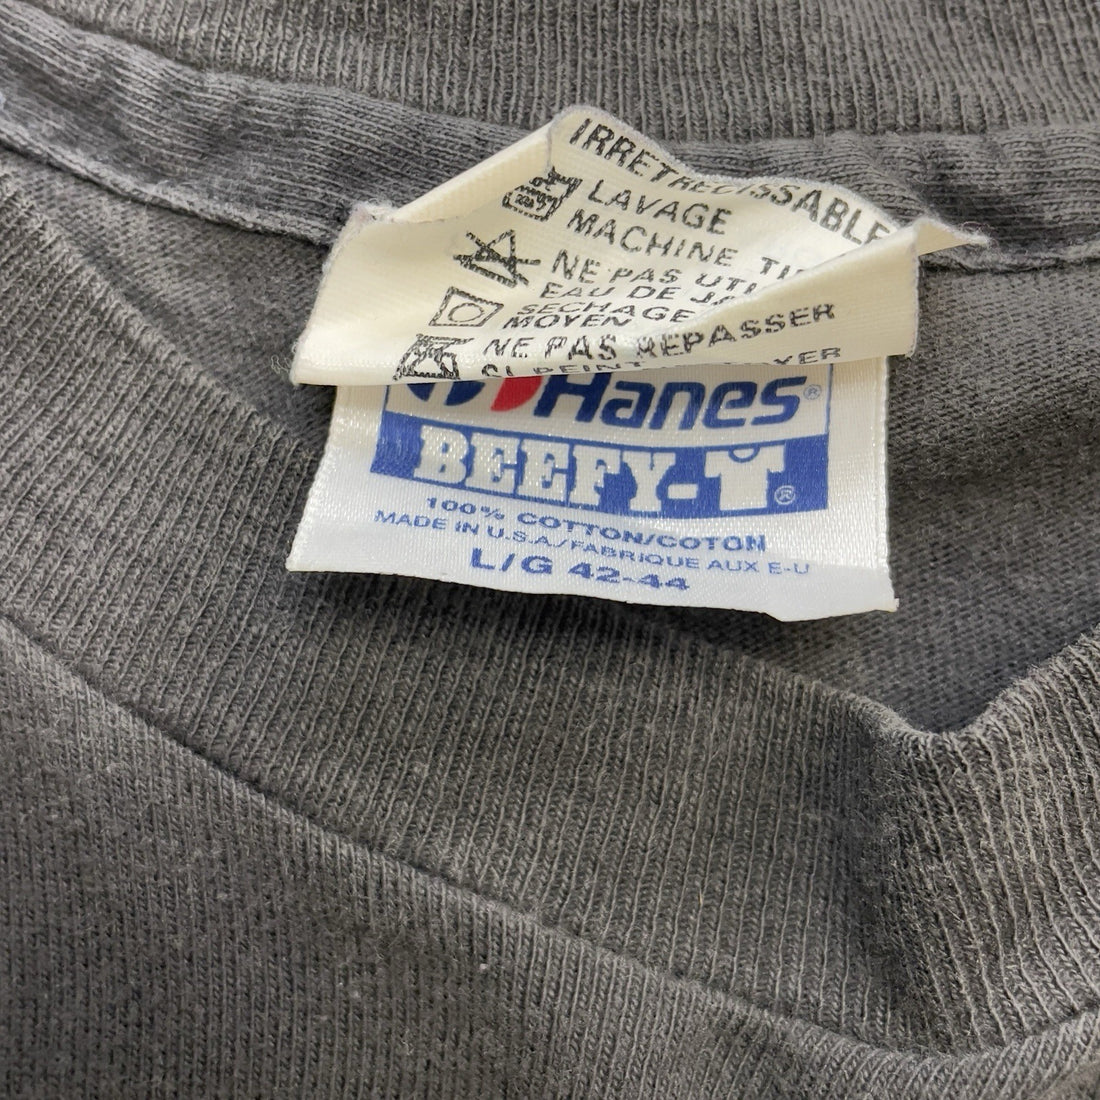 IRRETRECISSABLE
LAVAGE
MACHINE
NE PAS
EAU DE
SECHAGE
MOYEN
NE PAS REPASSER
SI
Hanes®
BEEFY-T®
100% COTTON/COTON
MADE IN U.S.A./FABRIQUE AUX E-U
L/G 42-44